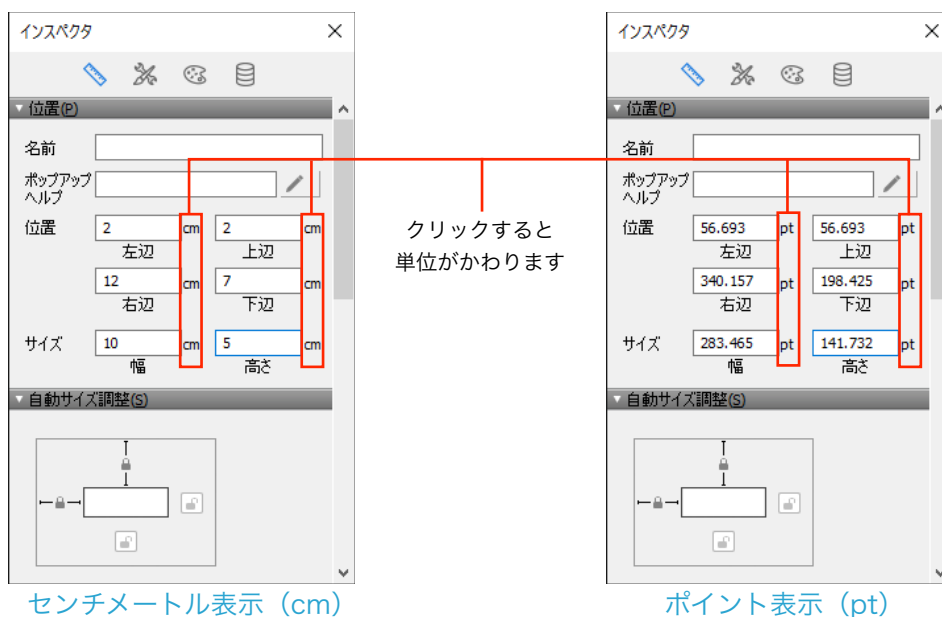 インスペクタ
位置(P)
名前
ポップアップ
ヘルプ
位置 2 cm 2 cm
左辺 上辺
12 cm 7 cm
右辺 下辺
サイズ 10 cm 5 cm
幅 高さ
自動サイズ調整(S)
センチメートル表示（cm）
クリックすると
単位がかわります
インスペクタ
位置(P)
名前
ポップアップ
ヘルプ
位置 56.693 pt 56.693 pt
左辺 上辺
340.157 pt 198.425 pt
右辺 下辺
サイズ 283.465 pt 141.732 pt
幅 高さ
自動サイズ調整(S)
ポイント表示（pt）